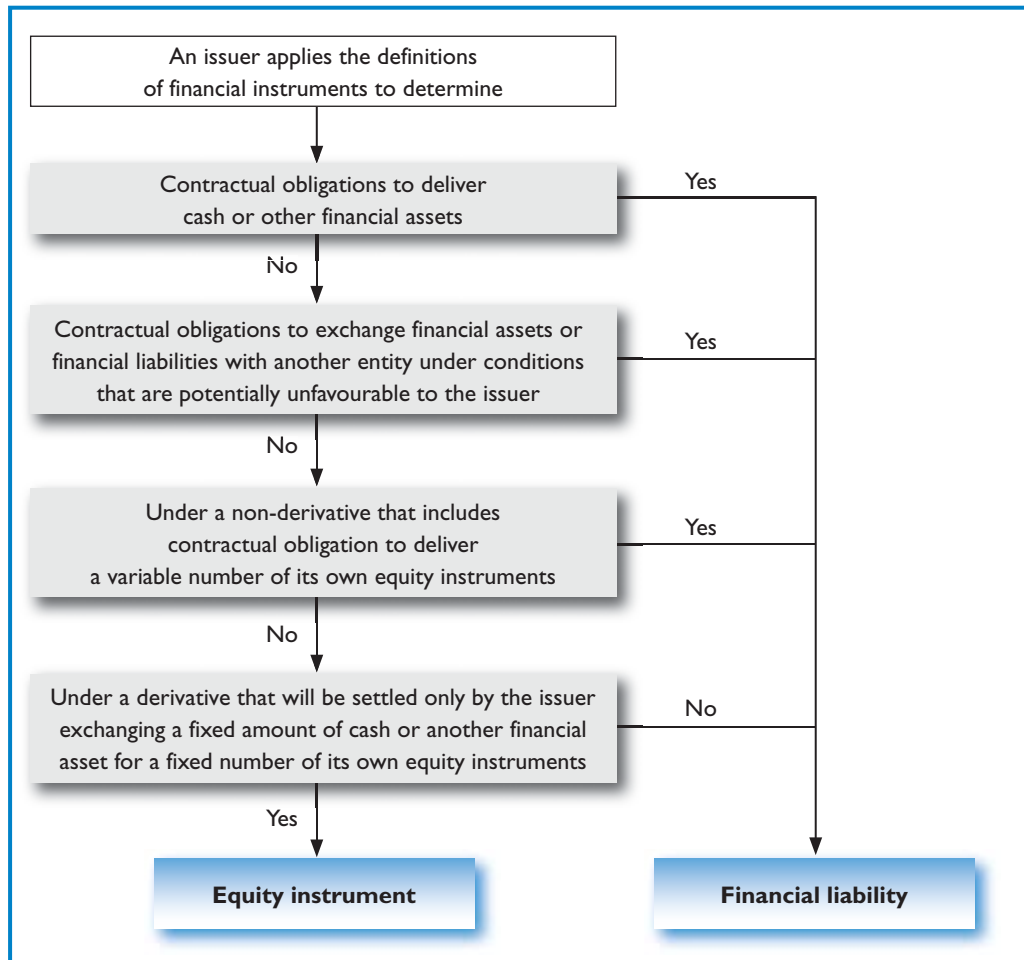 An issuer applies the definitions
of financial instruments to determine
Contractual obligations to deliver
cash or other financial assets
Yes
No
Contractual obligations to exchange financial assets or
financial liabilities with another entity under conditions
that are potentially unfavourable to the issuer
Yes
No
Under a non-derivative that includes
contractual obligation to deliver
a variable number of its own equity instruments
Yes
No
Under a derivative that will be settled only by the issuer
exchanging a fixed amount of cash or another financial
asset for a fixed number of its own equity instruments
No
Yes
Equity instrument
Financial liability